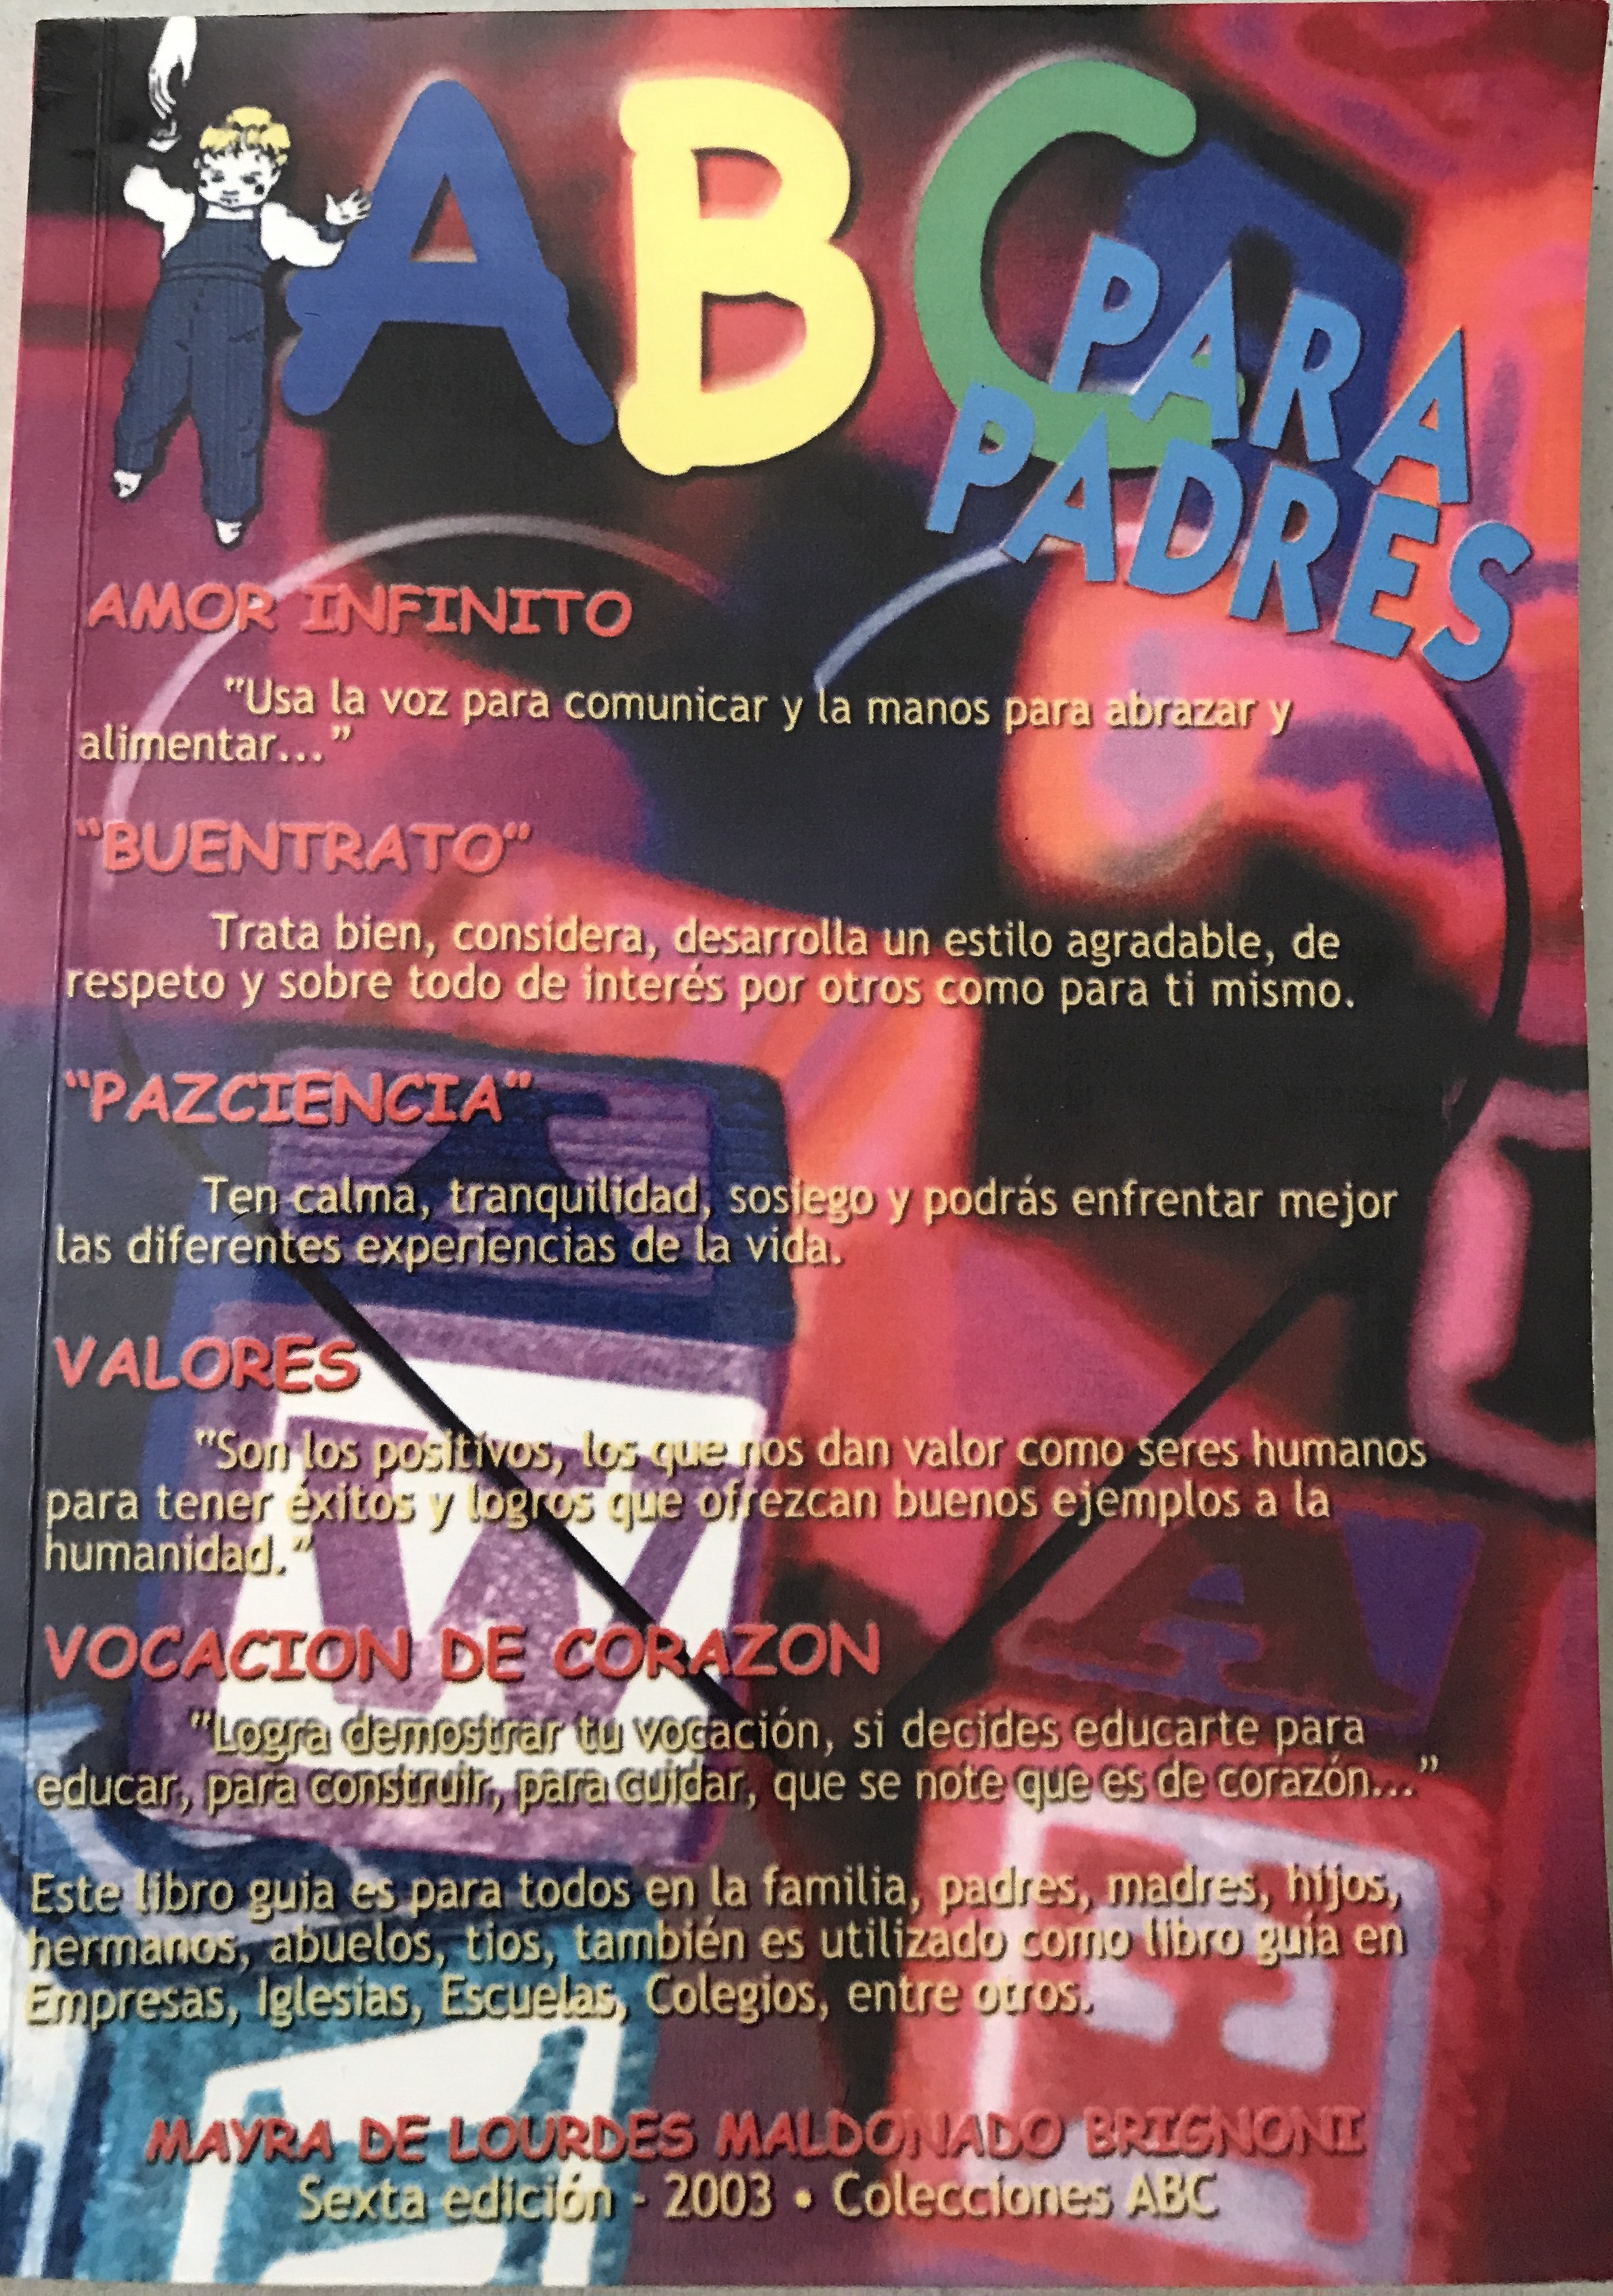 ABC
PARA
PADRES
AMOR INFINITO
"Usa la voz para comunicar y la manos para abrazar y
alimentar..."
"BUENTRATO"
Trata bien, considera, desarrolla un estilo agradable, de
respeto y sobre todo de interés por otros como para ti mismo.
"PAZCIENCIA"
Ten calma, tranquilidad, sosiego y podrás enfrentar mejor
las diferentes experiencias de la vida.
VALORES
"Son los positivos, los que nos dan valor como seres humanos
para tener éxitos y logros que ofrezcan buenos ejemplos a la
humanidad."
VOCACION DE CORAZON
"Logra demostrar tu vocación, si decides educarte para
educar, para construir, para cuidar, que se note que es de corazón..."
Este libro guia es para todos en la familia, padres, madres, hijos,
hermanos, abuelos, tios, también es utilizado como libro guía en
Empresas, Iglesias, Escuelas, Colegios, entre otros.
MAYRA DE LOURDES MALDONADO BRIGNONI
Sexta edición - 2003 • Colecciones ABC